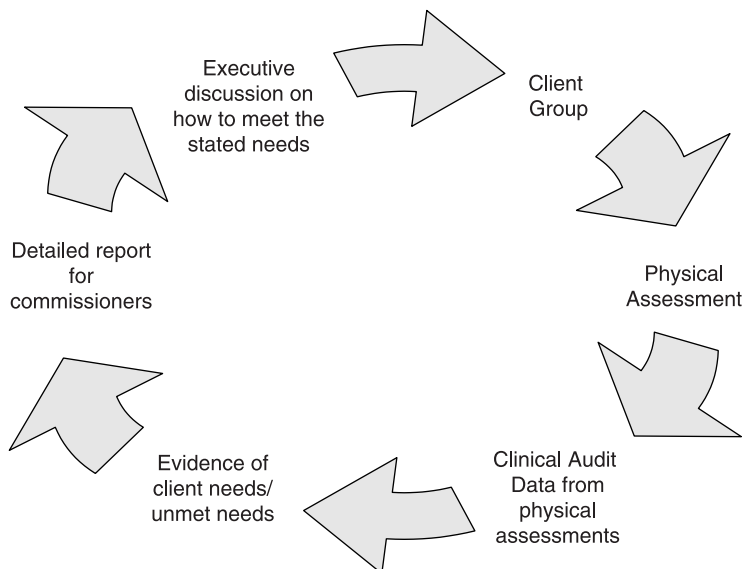 Executive
discussion on
how to meet the
stated needs
Client
Group
Physical
Assessment
Clinical Audit
Data from
physical
assessments
Evidence of
client needs/
unmet needs
Detailed report
for
commissioners